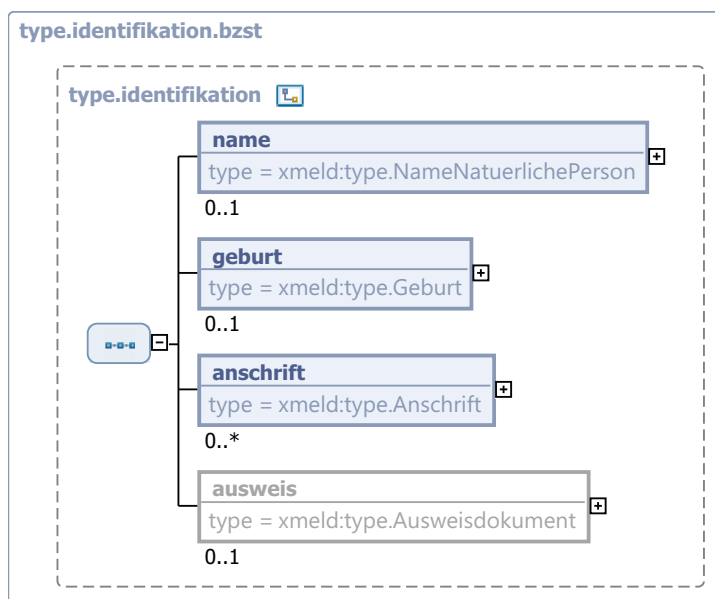 type.identifikation.bzst
type.identifikation
name
type = xmeld:type.NameNatuerlichePerson
0..1
geburt
type = xmeld:type.Geburt
0..1
anschrift
type = xmeld:type.Anschrift
0..*
ausweis
type = xmeld:type.Ausweisdokument
0..1